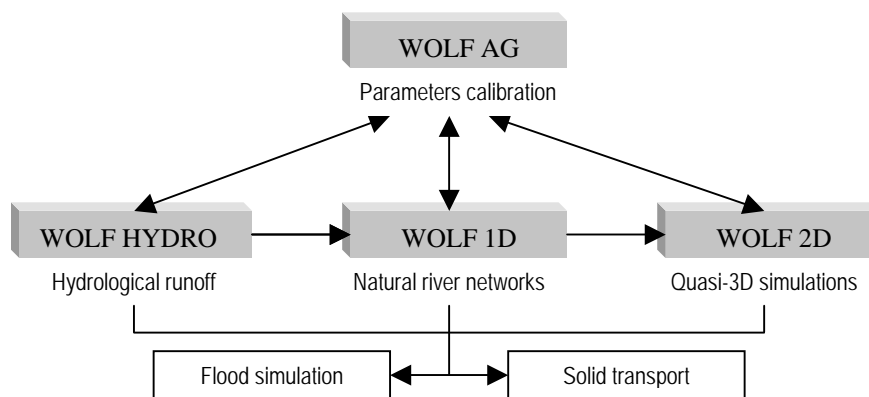 WOLF AG
Parameters calibration
WOLF HYDRO
WOLF 1D
WOLF 2D
Hydrological runoff
Natural river networks
Quasi-3D simulations
Flood simulation
Solid transport